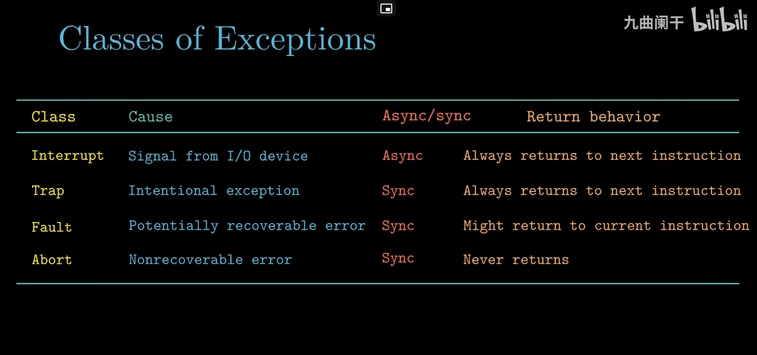 九曲阑干 bilibili
Classes of Exceptions
Class Cause Async/sync Return behavior
Interrupt Signal from I/O device Async Always returns to next instruction
Trap Intentional exception Sync Always returns to next instruction
Fault Potentially recoverable error Sync Might return to current instruction
Abort Nonrecoverable error Sync Never returns